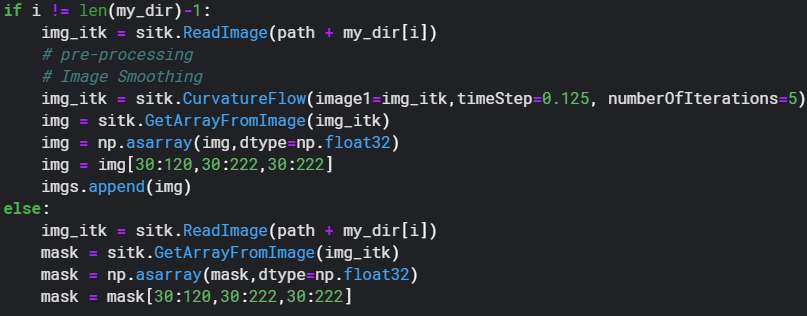 if i != len(my_dir)-1:
    img_itk = sitk.ReadImage(path + my_dir[i])
    # pre-processing
    # Image Smoothing
    img_itk = sitk.CurvatureFlow(image1=img_itk,timeStep=0.125, numberOfIterations=5)
    img = sitk.GetArrayFromImage(img_itk)
    img = np.asarray(img,dtype=np.float32)
    img = img[30:120,30:222,30:222]
    imgs.append(img)
else:
    img_itk = sitk.ReadImage(path + my_dir[i])
    mask = sitk.GetArrayFromImage(img_itk)
    mask = np.asarray(mask,dtype=np.float32)
    mask = mask[30:120,30:222,30:222]